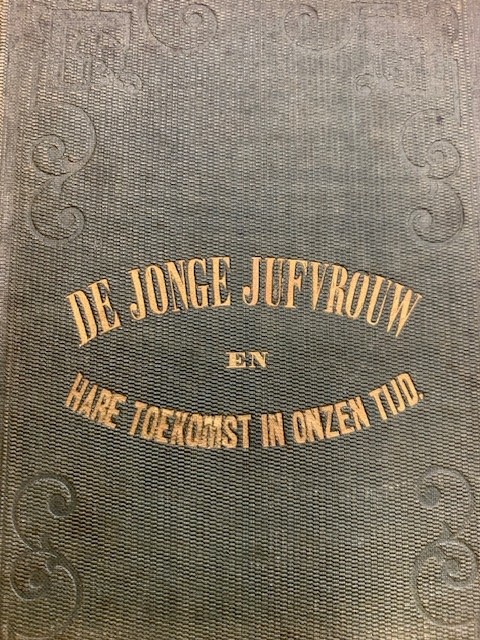 DE JONGE JUFVROUW
EN
HARE TOEKOMST IN ONZEN TIJD.